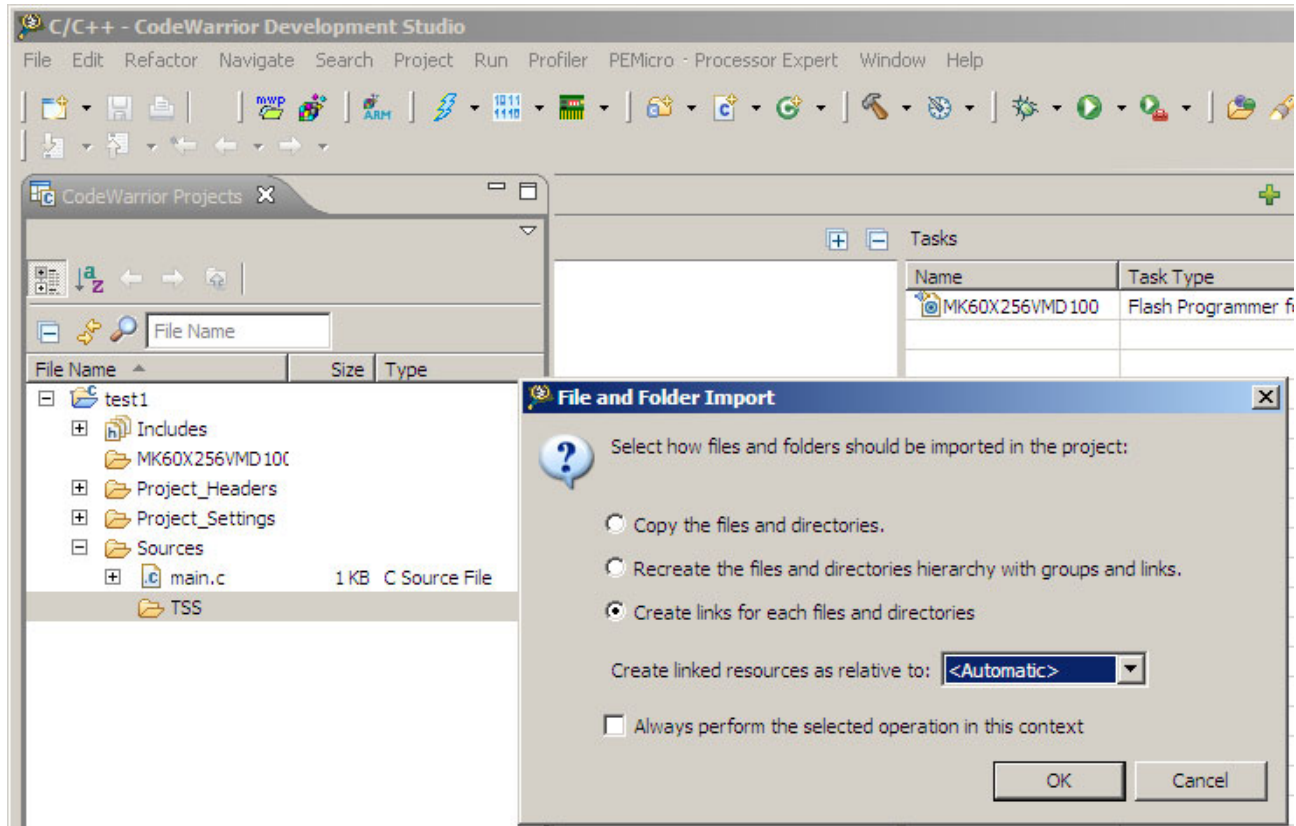 C/C++ - CodeWarrior Development Studio
File Edit Refactor Navigate Search Project Run Profiler PEMicro - Processor Expert Window Help
CodeWarrior Projects
Tasks
Name Task Type
MK60X256VMD100 Flash Programmer fo
File Name
File Name Size Type
test1
Includes
MK60X256VMD100
Project_Headers
Project_Settings
Sources
main.c 1 KB C Source File
TSS
File and Folder Import
Select how files and folders should be imported in the project:
Copy the files and directories.
Recreate the files and directories hierarchy with groups and links.
Create links for each files and directories
Create linked resources as relative to: <Automatic>
Always perform the selected operation in this context
OK Cancel